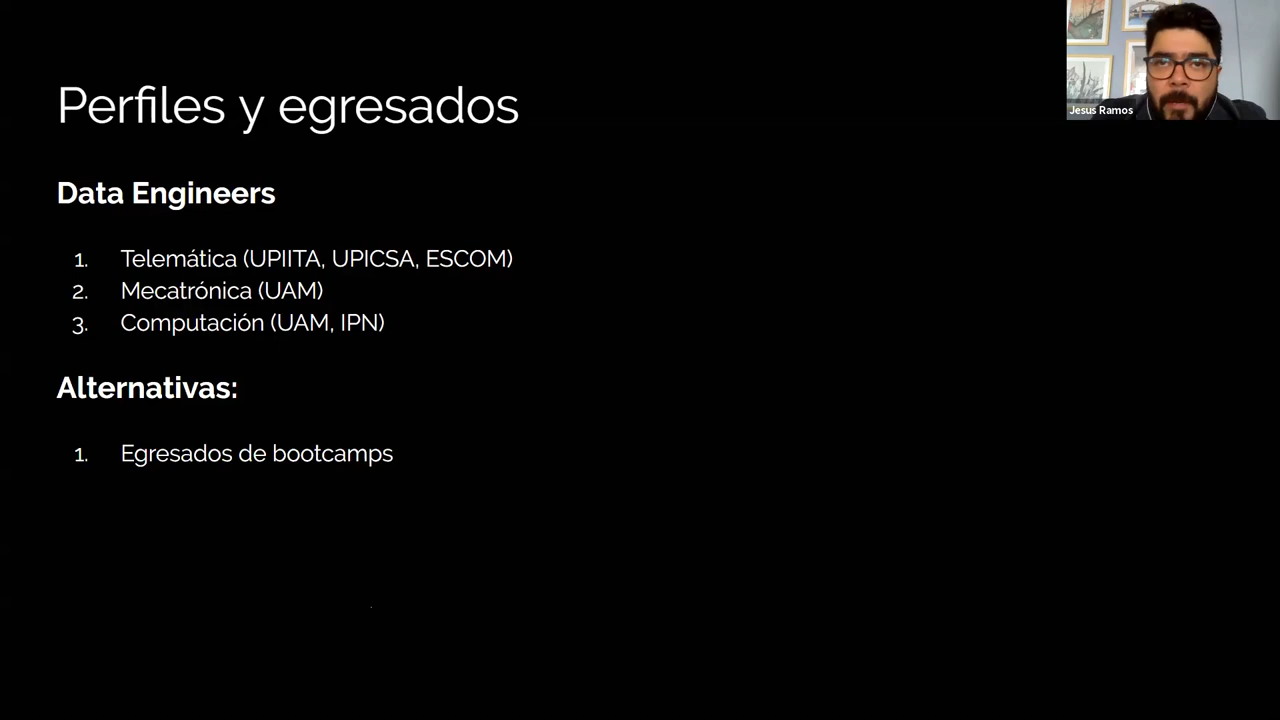 Perfiles y egresados
Jesus Ramos
Data Engineers
1. Telemática (UPIITA, UPICSA, ESCOM)
2. Mecatrónica (UAM)
3. Computación (UAM, IPN)
Alternativas:
1. Egresados de bootcamps